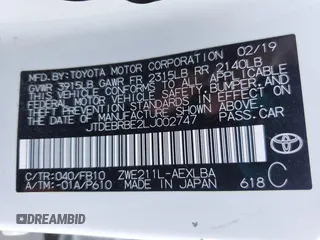 MFD. BY: TOYOTA MOTOR CORPORATION 02/19
GVWR 3915LB GAWR FR 2315LB RR 2140LB
THIS VEHICLE CONFORMS TO ALL APPLICABLE
FEDERAL MOTOR VEHICLE SAFETY, BUMPER, AND
THEFT PREVENTION STANDARDS IN EFFECT ON
THE DATE OF MANUFACTURE SHOWN ABOVE.
JTDEBRBE2LJ002747 PASS.CAR
C/TR:040/FB10 ZWE211L-AEXLBA
A/TM:-01A/P610 MADE IN JAPAN 618 C
TOYOTA
iGOTCHA